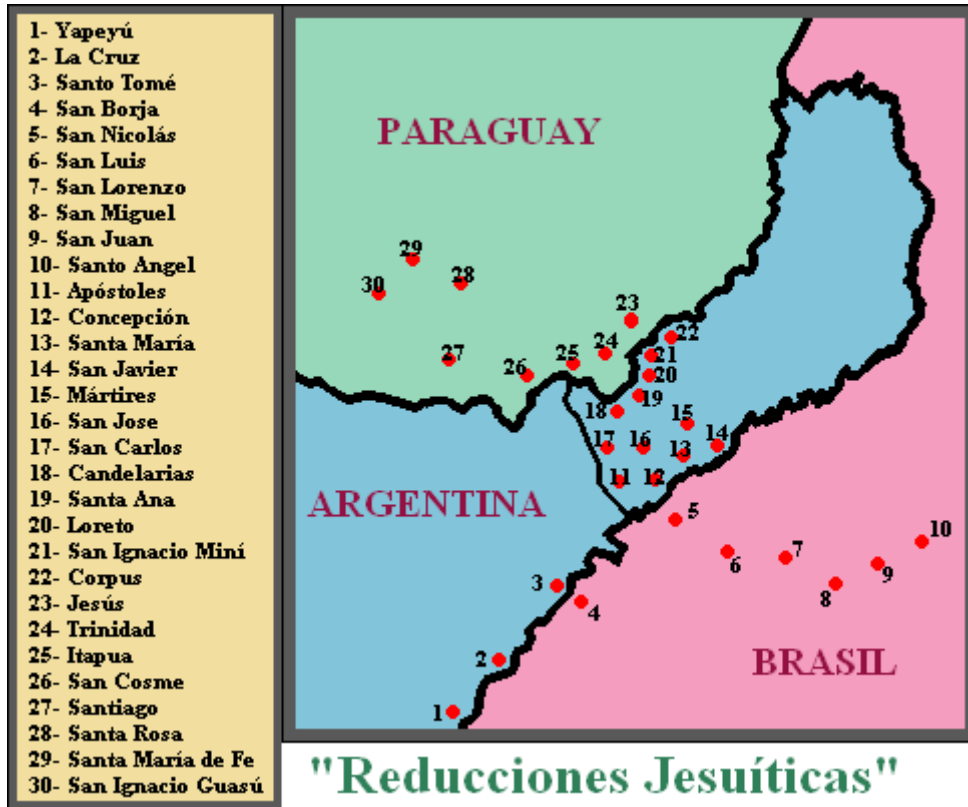 1- Yapeyú
2- La Cruz
3- Santo Tomé
4- San Borja
5- San Nicolás
6- San Luis
7- San Lorenzo
8- San Miguel
9- San Juan
10- Santo Angel
11- Apóstoles
12- Concepción
13- Santa María
14- San Javier
15- Mártires
16- San Jose
17- San Carlos
18- Candelarias
19- Santa Ana
20- Loreto
21- San Ignacio Miní
22- Corpus
23- Jesús
24- Trinidad
25- Itapua
26- San Cosme
27- Santiago
28- Santa Rosa
29- Santa María de Fe
30- San Ignacio Guasú
PARAGUAY
29
28
30
23
22
24
21
27
25
26
20
19
18
15
17
16
14
13
11
12
ARGENTINA
5
10
6
7
9
3
8
4
BRASIL
2
1
"Reducciones Jesuíticas"